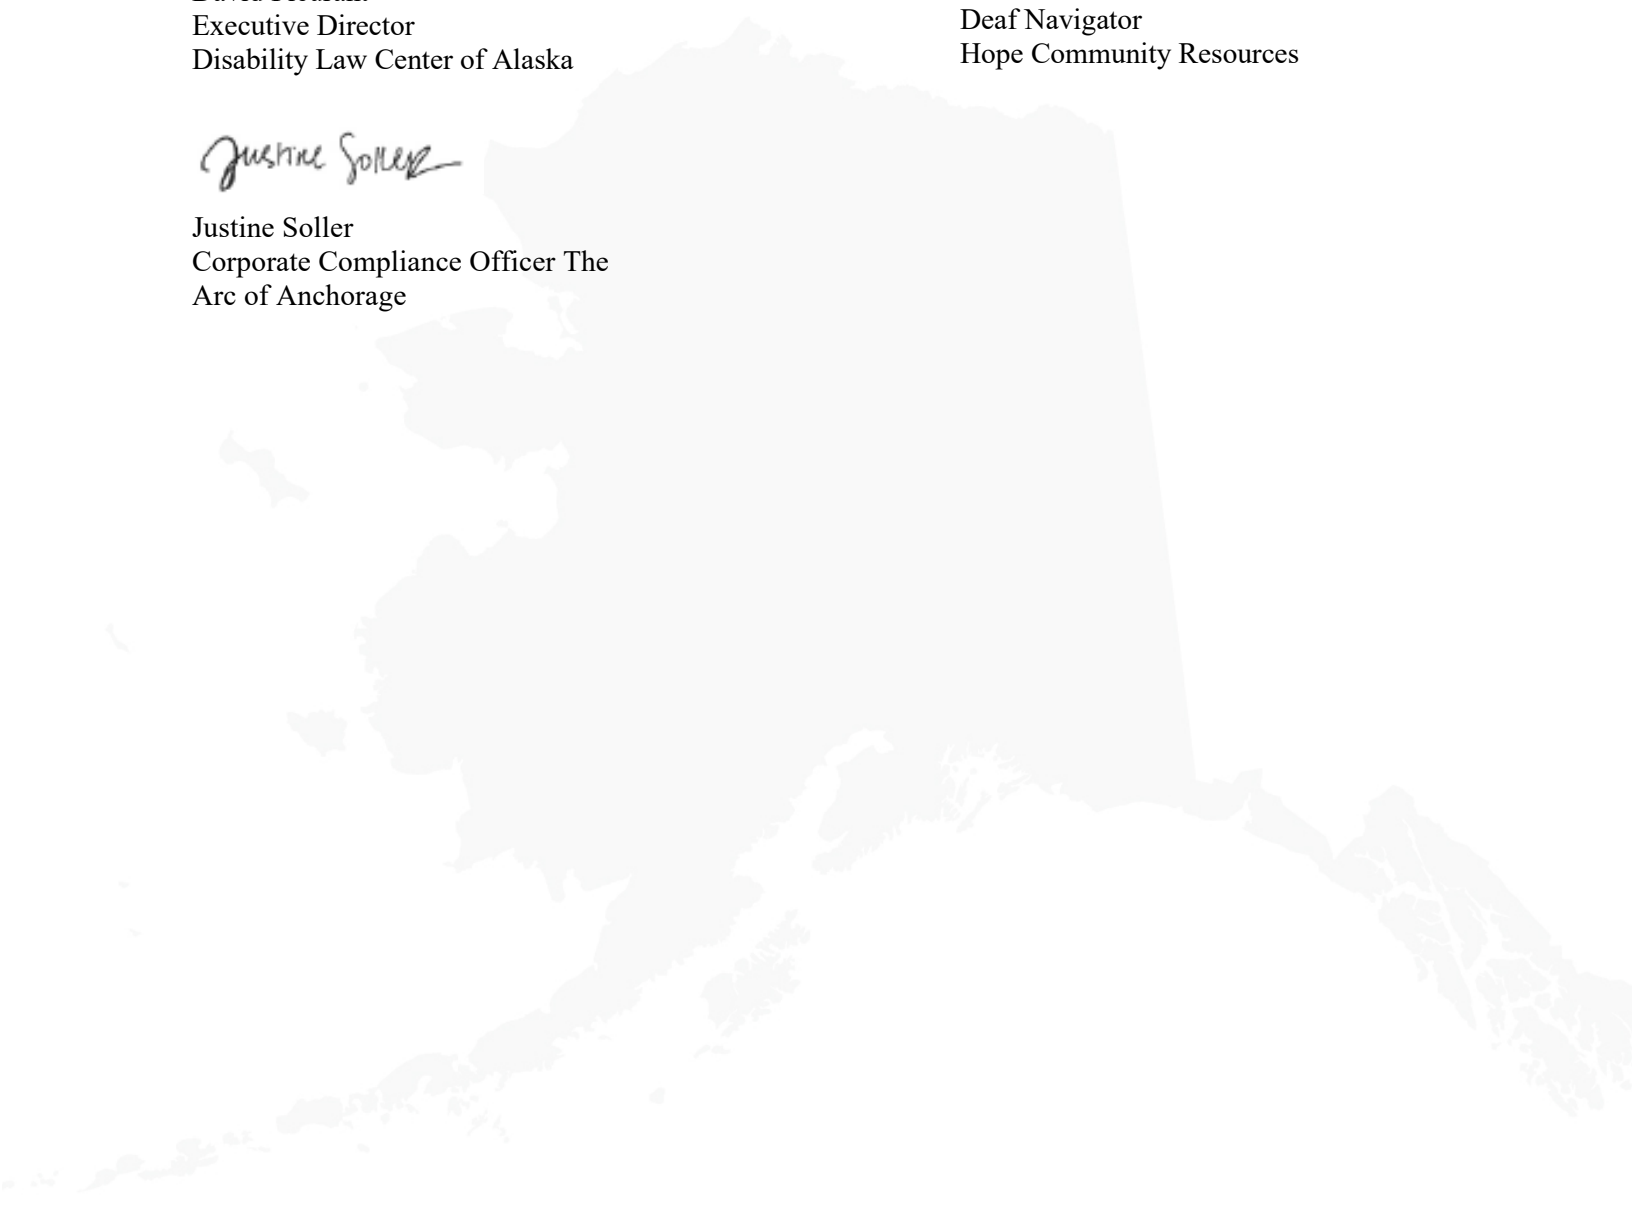 Executive Director
Disability Law Center of Alaska
Deaf Navigator
Hope Community Resources
Justine Soller
Justine Soller
Corporate Compliance Officer The
Arc of Anchorage